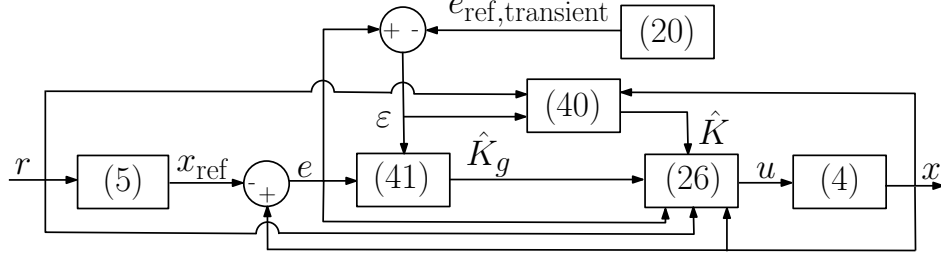 e_ref,transient
+ -
(20)
(40)
ε
K̂
r
(5)
x_ref
-
+
e
(41)
K̂_g
(26)
u
(4)
x